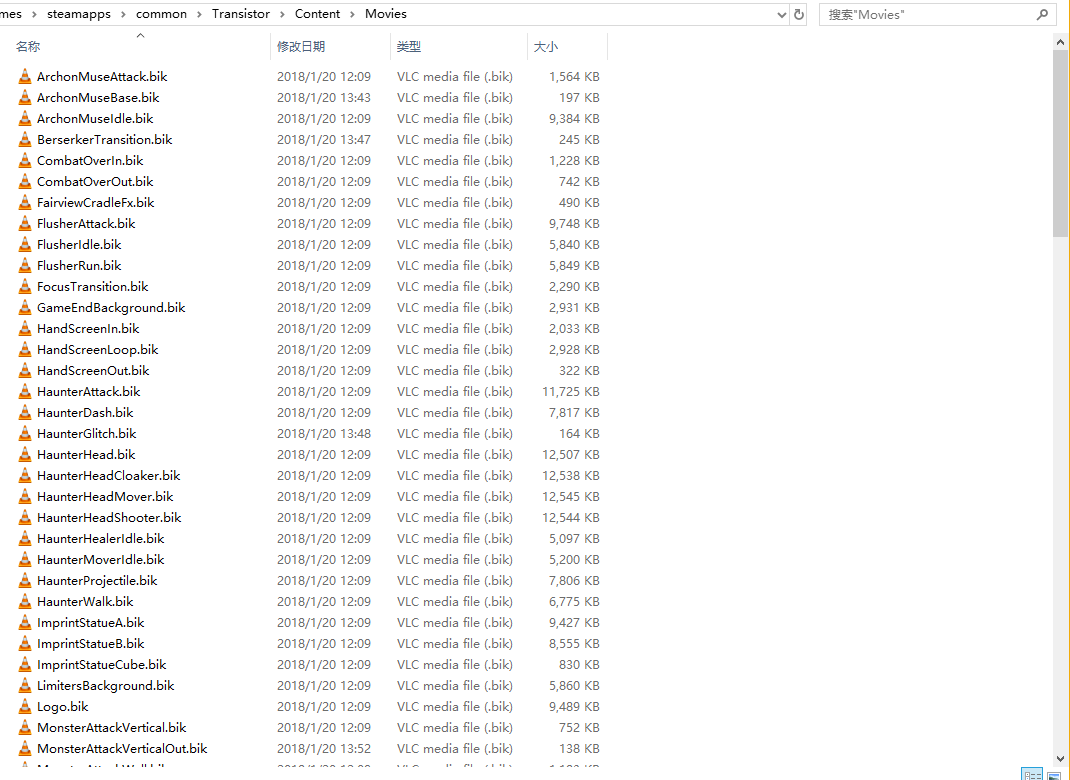 mes > steamapps > common > Transistor > Content > Movies 搜索"Movies"
名称 修改日期 类型 大小
ArchonMuseAttack.bik 2018/1/20 12:09 VLC media file (.bik) 1,564 KB
ArchonMuseBase.bik 2018/1/20 13:43 VLC media file (.bik) 197 KB
ArchonMuseIdle.bik 2018/1/20 12:09 VLC media file (.bik) 9,384 KB
BerserkerTransition.bik 2018/1/20 13:47 VLC media file (.bik) 245 KB
CombatOverIn.bik 2018/1/20 12:09 VLC media file (.bik) 1,228 KB
CombatOverOut.bik 2018/1/20 12:09 VLC media file (.bik) 742 KB
FairviewCradleFx.bik 2018/1/20 12:09 VLC media file (.bik) 490 KB
FlusherAttack.bik 2018/1/20 12:09 VLC media file (.bik) 9,748 KB
FlusherIdle.bik 2018/1/20 12:09 VLC media file (.bik) 5,840 KB
FlusherRun.bik 2018/1/20 12:09 VLC media file (.bik) 5,849 KB
FocusTransition.bik 2018/1/20 12:09 VLC media file (.bik) 2,290 KB
GameEndBackground.bik 2018/1/20 12:09 VLC media file (.bik) 2,931 KB
HandScreenIn.bik 2018/1/20 12:09 VLC media file (.bik) 2,033 KB
HandScreenLoop.bik 2018/1/20 12:09 VLC media file (.bik) 2,928 KB
HandScreenOut.bik 2018/1/20 12:09 VLC media file (.bik) 322 KB
HaunterAttack.bik 2018/1/20 12:09 VLC media file (.bik) 11,725 KB
HaunterDash.bik 2018/1/20 12:09 VLC media file (.bik) 7,817 KB
HaunterGlitch.bik 2018/1/20 13:48 VLC media file (.bik) 164 KB
HaunterHead.bik 2018/1/20 12:09 VLC media file (.bik) 12,507 KB
HaunterHeadCloaker.bik 2018/1/20 12:09 VLC media file (.bik) 12,538 KB
HaunterHeadMover.bik 2018/1/20 12:09 VLC media file (.bik) 12,545 KB
HaunterHeadShooter.bik 2018/1/20 12:09 VLC media file (.bik) 12,544 KB
HaunterHealerIdle.bik 2018/1/20 12:09 VLC media file (.bik) 5,097 KB
HaunterMoverIdle.bik 2018/1/20 12:09 VLC media file (.bik) 5,200 KB
HaunterProjectile.bik 2018/1/20 12:09 VLC media file (.bik) 7,806 KB
HaunterWalk.bik 2018/1/20 12:09 VLC media file (.bik) 6,775 KB
ImprintStatueA.bik 2018/1/20 12:09 VLC media file (.bik) 9,427 KB
ImprintStatueB.bik 2018/1/20 12:09 VLC media file (.bik) 8,555 KB
ImprintStatueCube.bik 2018/1/20 12:09 VLC media file (.bik) 830 KB
LimitersBackground.bik 2018/1/20 12:09 VLC media file (.bik) 5,860 KB
Logo.bik 2018/1/20 12:09 VLC media file (.bik) 9,489 KB
MonsterAttackVertical.bik 2018/1/20 12:09 VLC media file (.bik) 752 KB
MonsterAttackVerticalOut.bik 2018/1/20 13:52 VLC media file (.bik) 138 KB